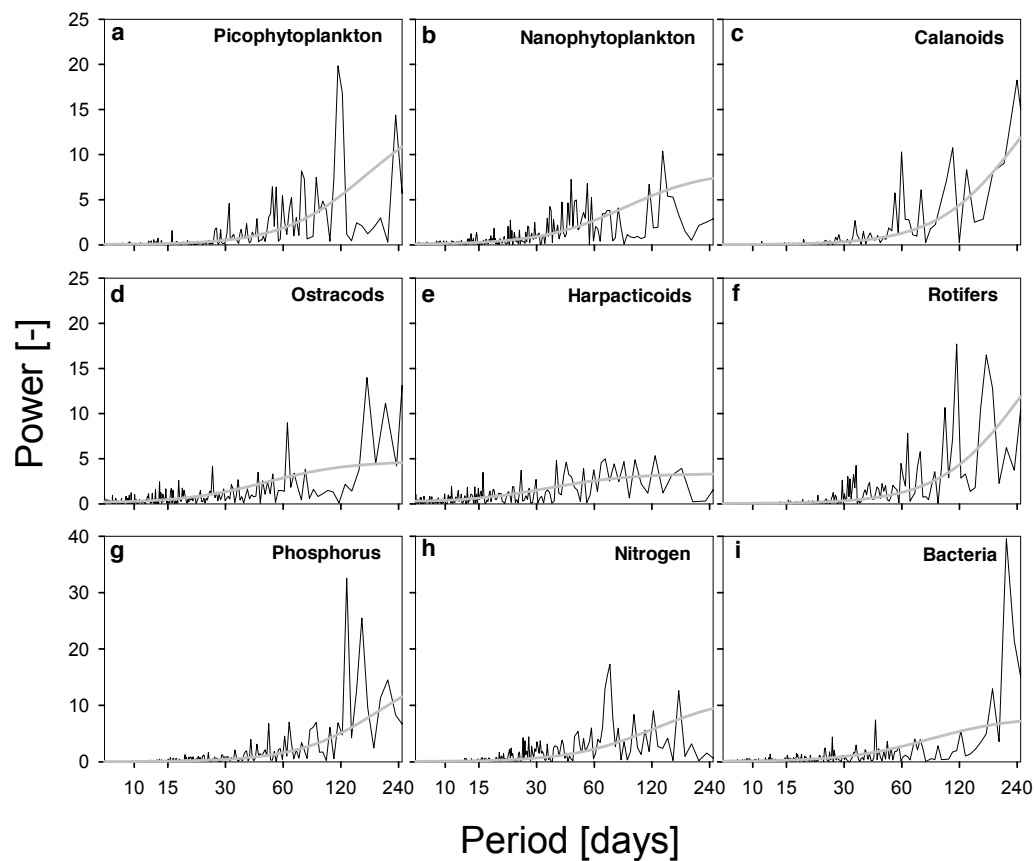 a Picophytoplankton
b Nanophytoplankton
c Calanoids
25
20
15
10
5
0
d Ostracods
e Harpacticoids
f Rotifers
25
20
15
10
5
0
Power [-]
g Phosphorus
h Nitrogen
i Bacteria
40
30
20
10
0
10 15 30 60 120 240
10 15 30 60 120 240
10 15 30 60 120 240
Period [days]